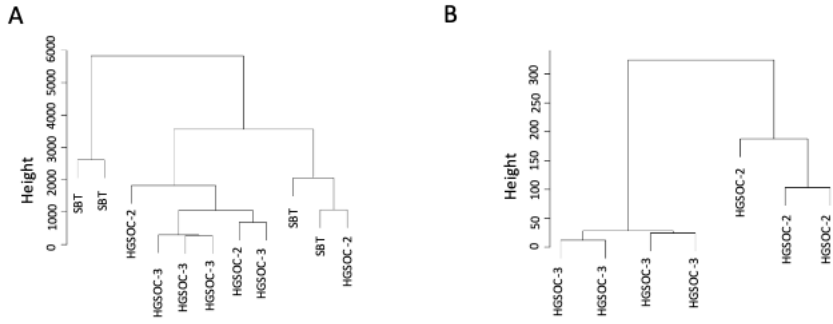 A
Height
6000
5000
4000
3000
2000
1000
0
SBT
SBT
HGSOC-2
HGSOC-3
HGSOC-3
HGSOC-3
HGSOC-2
HGSOC-3
SBT
SBT
HGSOC-2
B
Height
300
250
200
150
100
50
0
HGSOC-3
HGSOC-3
HGSOC-3
HGSOC-3
HGSOC-2
HGSOC-2
HGSOC-2